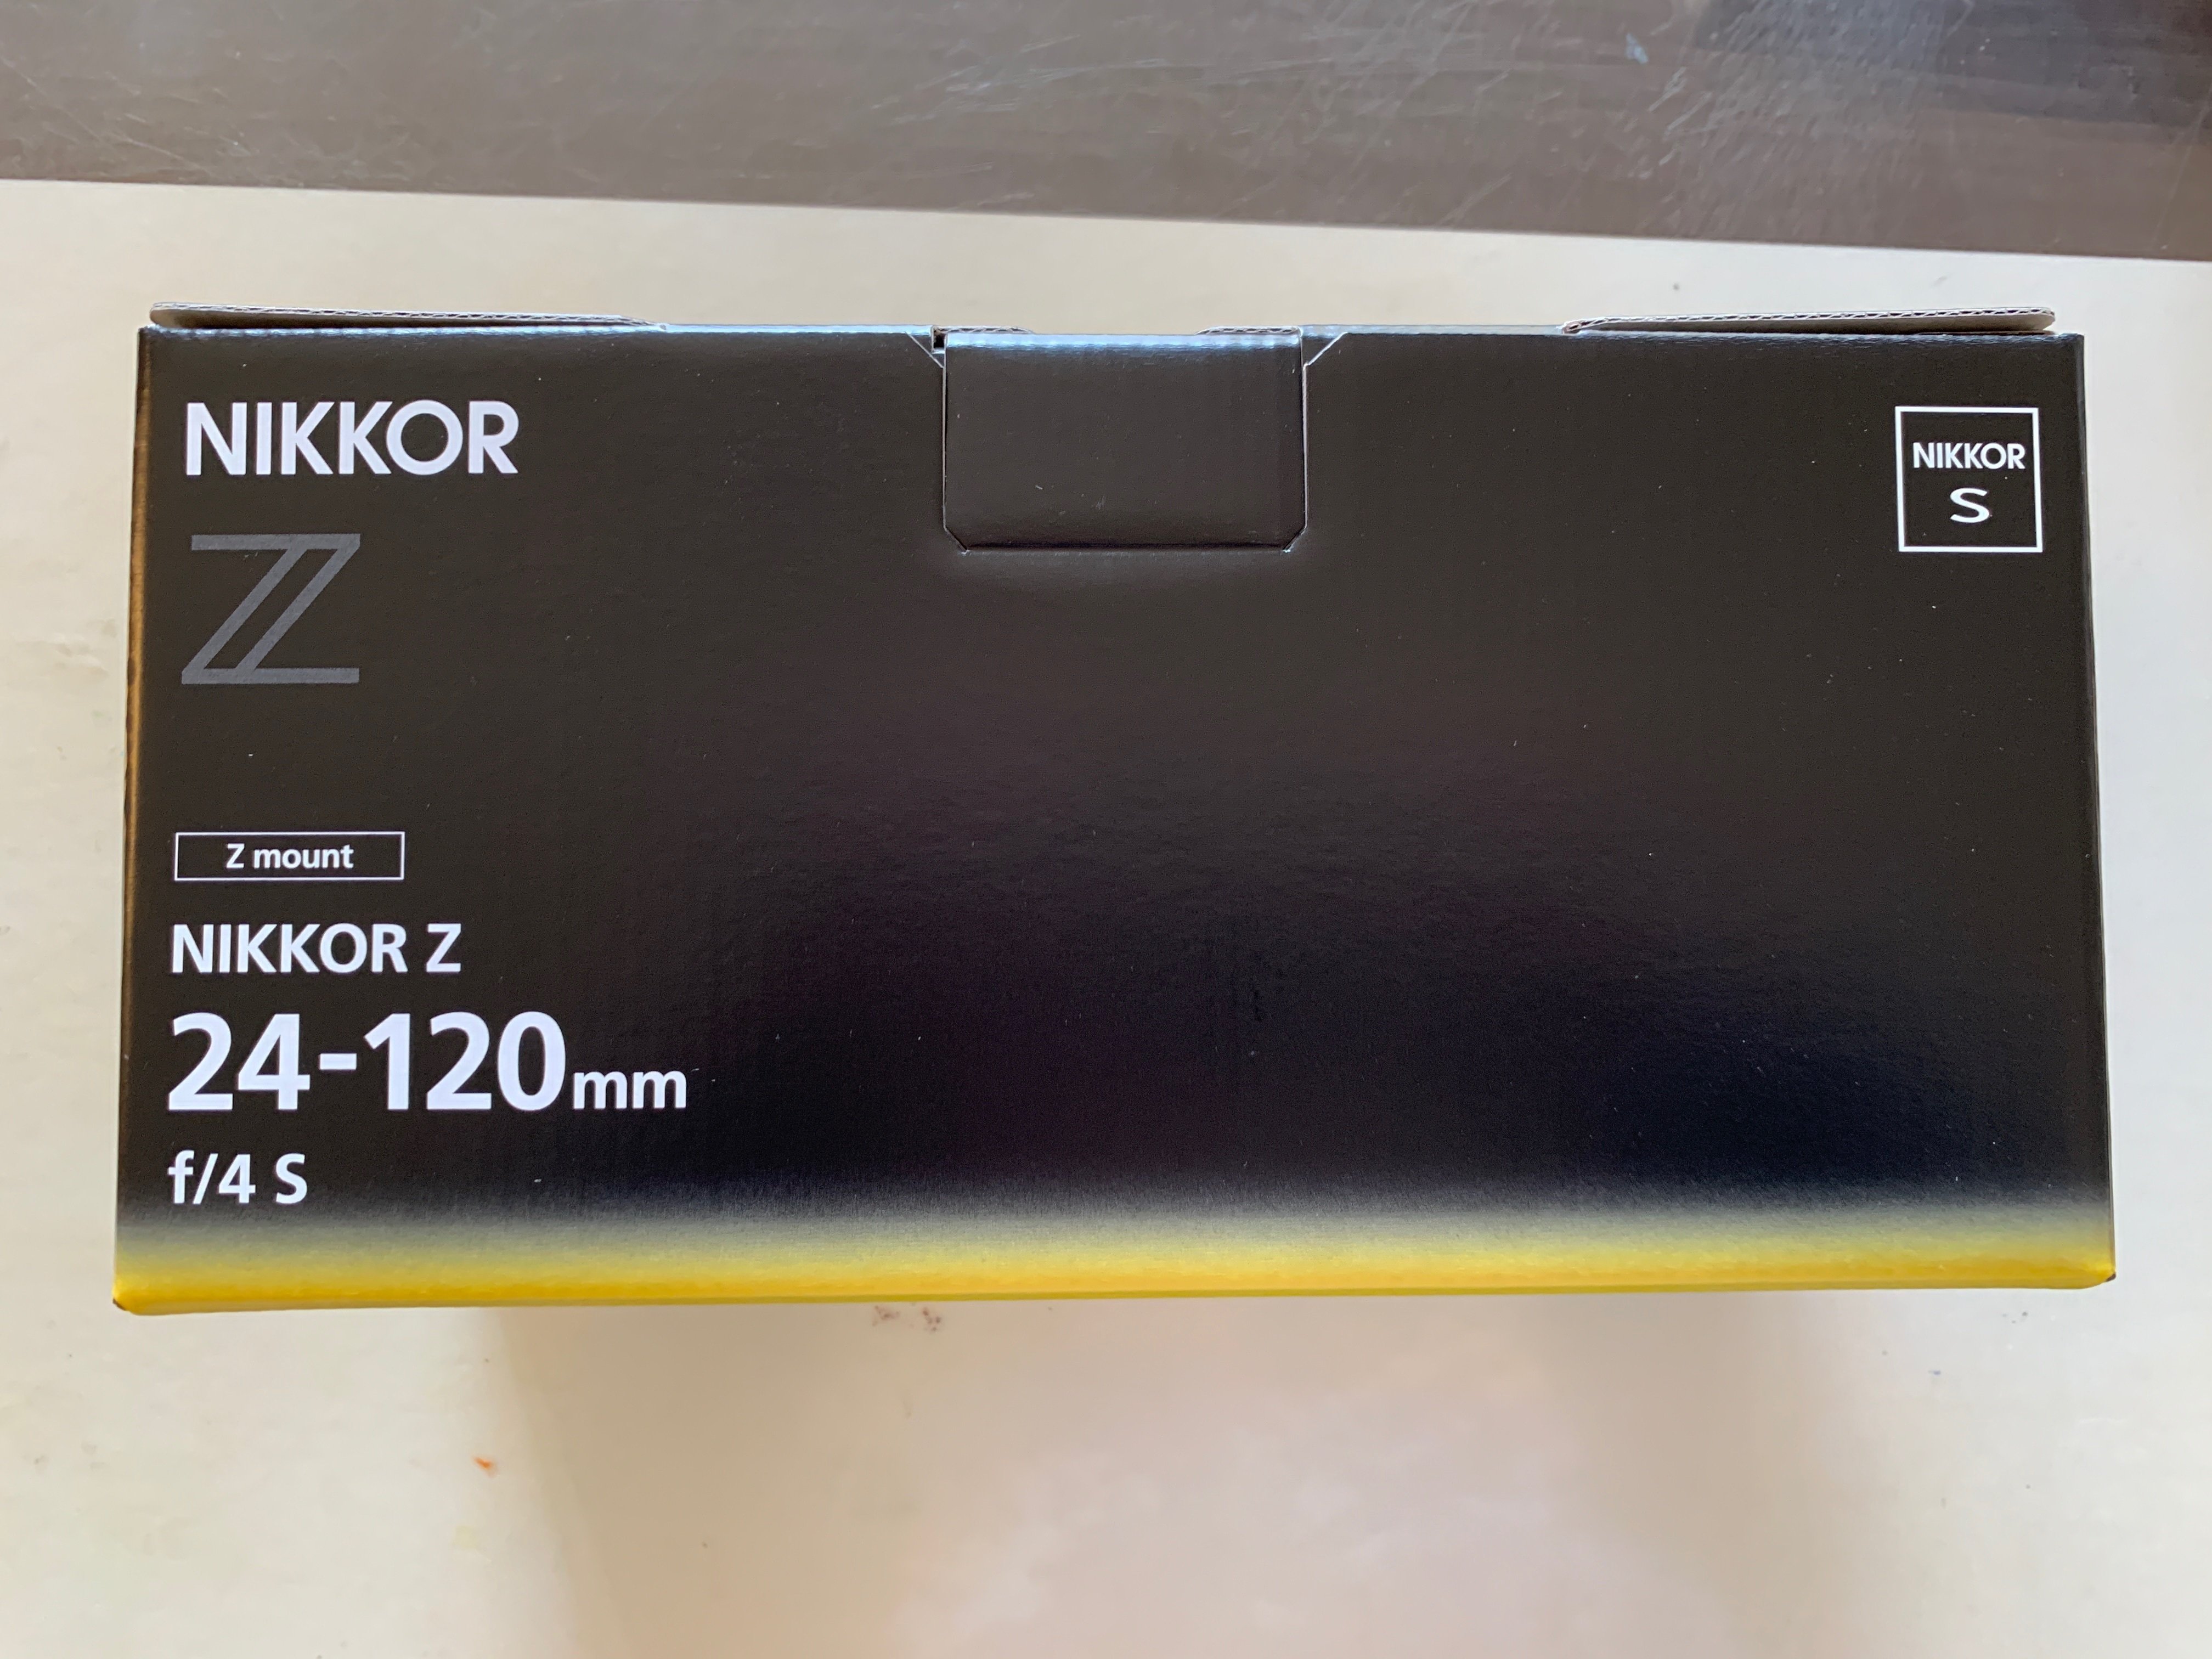 NIKKOR
Z
NIKKOR
S
Z mount
NIKKOR Z
24-120mm
f/4 S